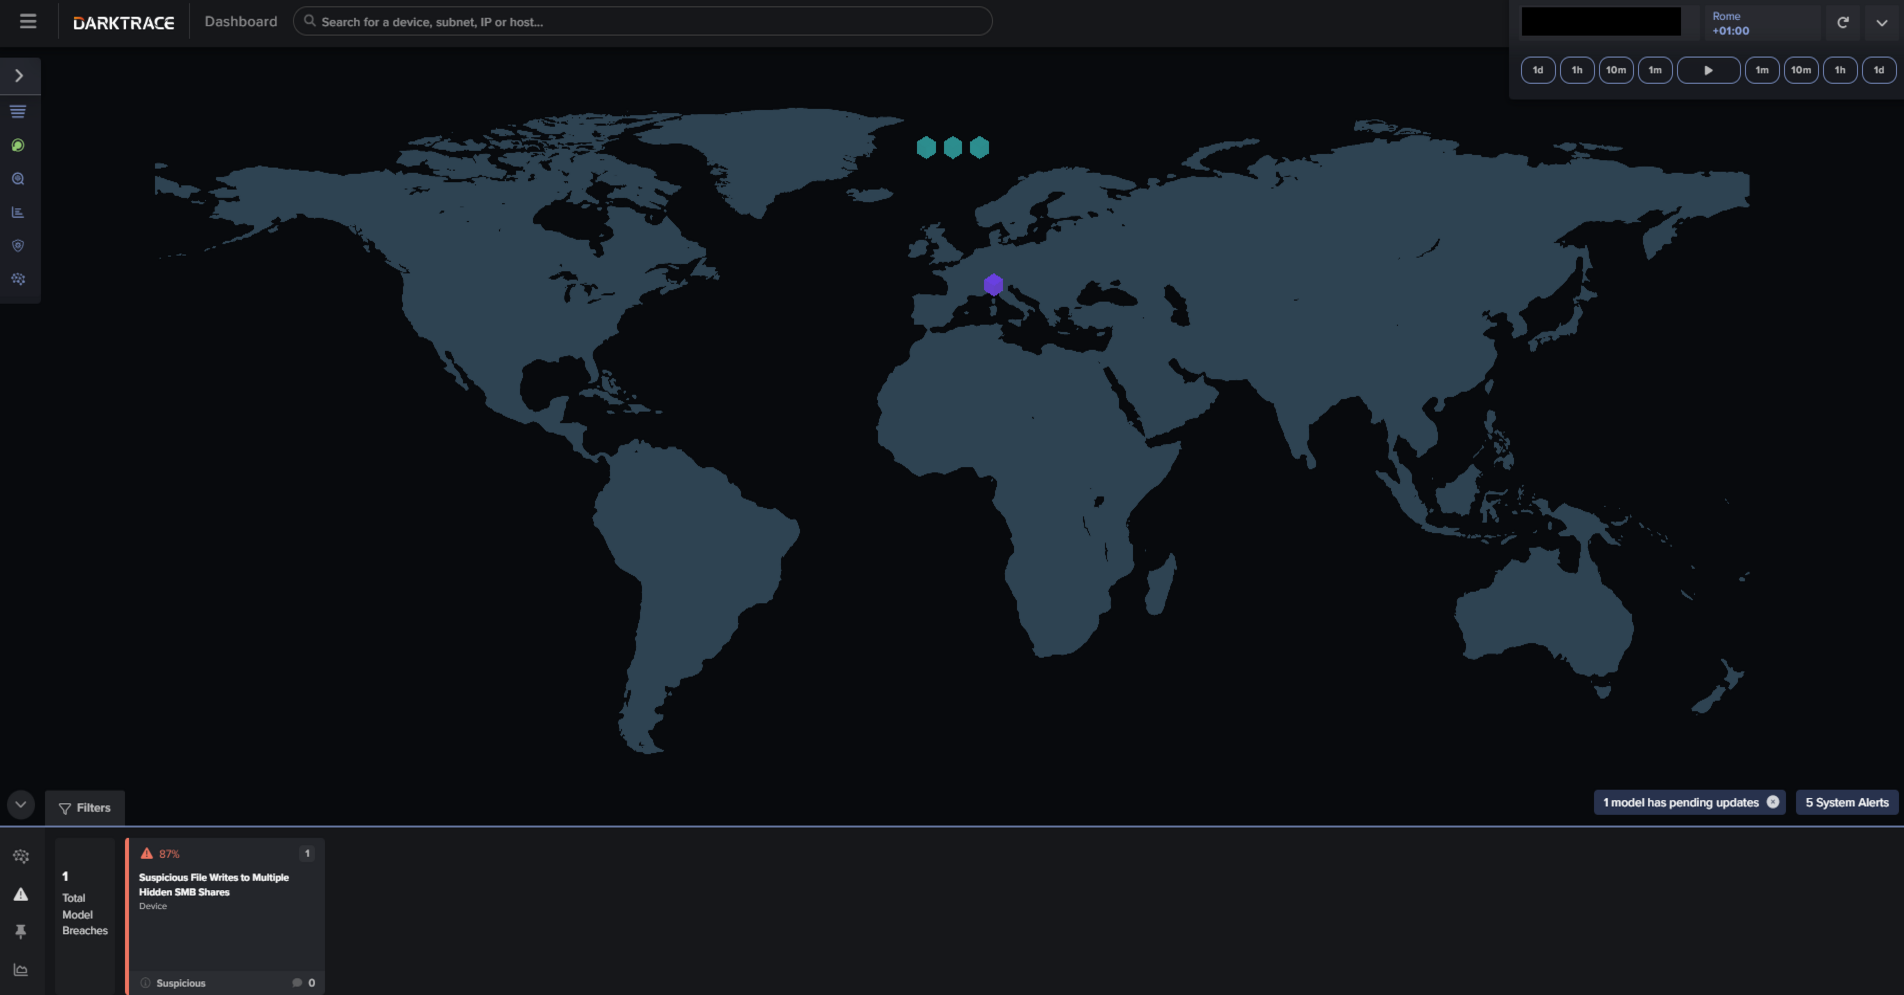 DARKTRACE
Dashboard
Search for a device, subnet, IP or host...
Rome
+01:00
1d
1h
10m
1m
1m
10m
1h
1d
Filters
1 model has pending updates
5 System Alerts
1
Total
Model
Breaches
87%
1
Suspicious File Writes to Multiple
Hidden SMB Shares
Device
Suspicious
0